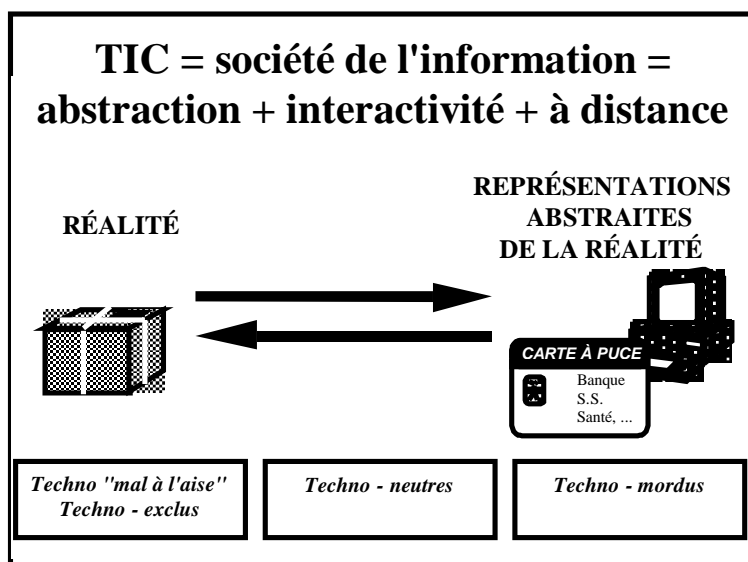 TIC = société de l'information =
abstraction + interactivité + à distance
RÉALITÉ
REPRÉSENTATIONS
ABSTRAITES
DE LA RÉALITÉ
CARTE À PUCE
Banque
S.S.
Santé, ...
Techno "mal à l'aise"
Techno - exclus
Techno - neutres
Techno - mordus